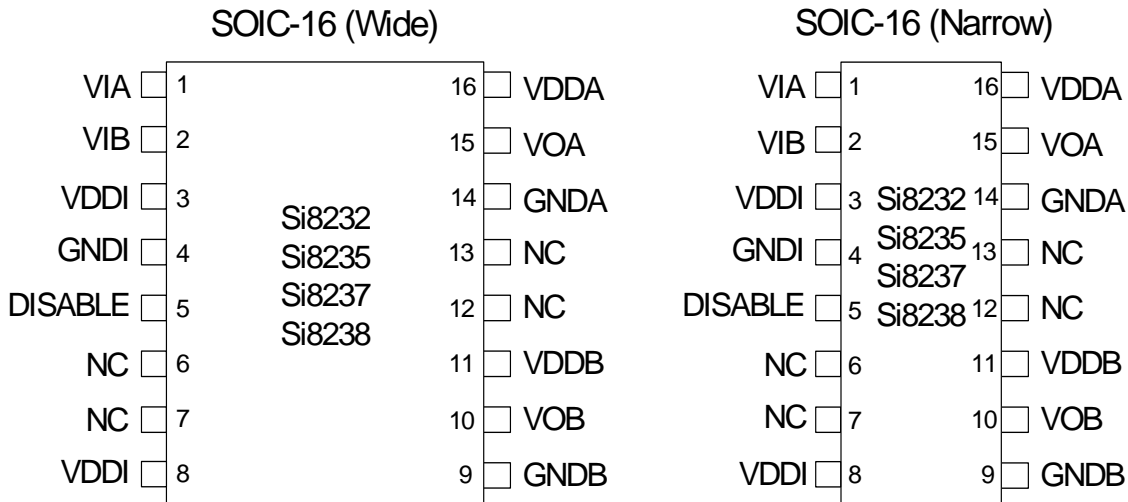 SOIC-16 (Wide)
VIA 1 16 VDDA
VIB 2 15 VOA
VDDI 3 14 GNDA
GNDI 4 13 NC
DISABLE 5 12 NC
NC 6 11 VDDB
NC 7 10 VOB
VDDI 8 9 GNDB
Si8232
Si8235
Si8237
Si8238
SOIC-16 (Narrow)
VIA 1 16 VDDA
VIB 2 15 VOA
VDDI 3 14 GNDA
GNDI 4 13 NC
DISABLE 5 12 NC
NC 6 11 VDDB
NC 7 10 VOB
VDDI 8 9 GNDB
Si8232
Si8235
Si8237
Si8238